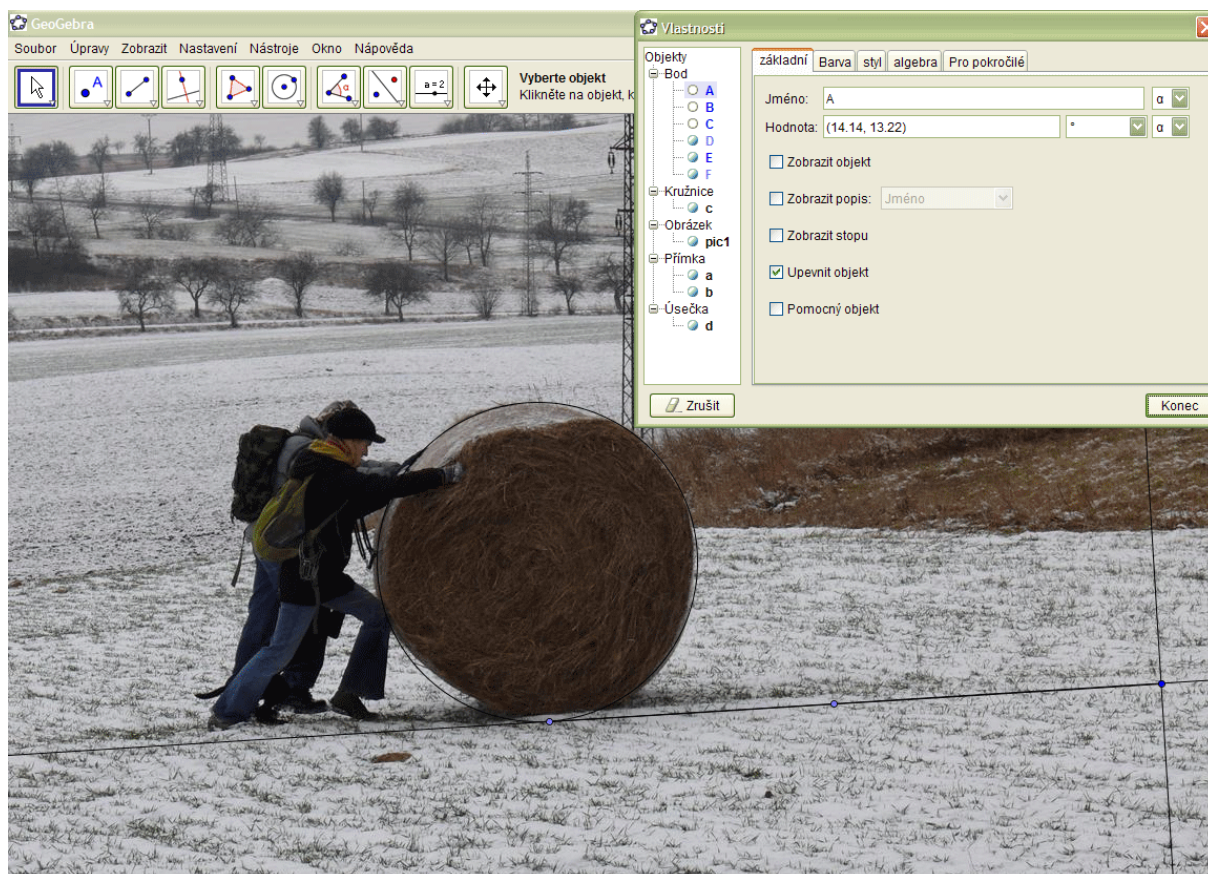 GeoGebra
Soubor Úpravy Zobrazit Nastavení Nástroje Okno Nápověda
A
α
a=2
Vyberte objekt
Klikněte na objekt, k
Vlastnosti
Objekty
Bod
A
B
C
D
E
F
Kružnice
c
Obrázek
pic1
Přímka
a
b
Úsečka
d
Zrušit
základní Barva styl algebra Pro pokročilé
Jméno: A α
Hodnota: (14.14, 13.22) ° α
Zobrazit objekt
Zobrazit popis: Jméno
Zobrazit stopu
Upevnit objekt
Pomocný objekt
Konec